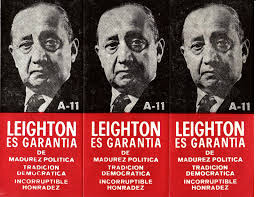 A-11
LEIGHTON
ES GARANTIA
DE
MADUREZ POLITICA
TRADICION
DEMOCRATICA
INCORRUPTIBLE
HONRADEZ
A-11
LEIGHTON
ES GARANTIA
DE
MADUREZ POLITICA
TRADICION
DEMOCRATICA
INCORRUPTIBLE
HONRADEZ
A-11
LEIGHTON
ES GARANTIA
DE
MADUREZ POLITICA
TRADICION
DEMOCRATICA
INCORRUPTIBLE
HONRADEZ